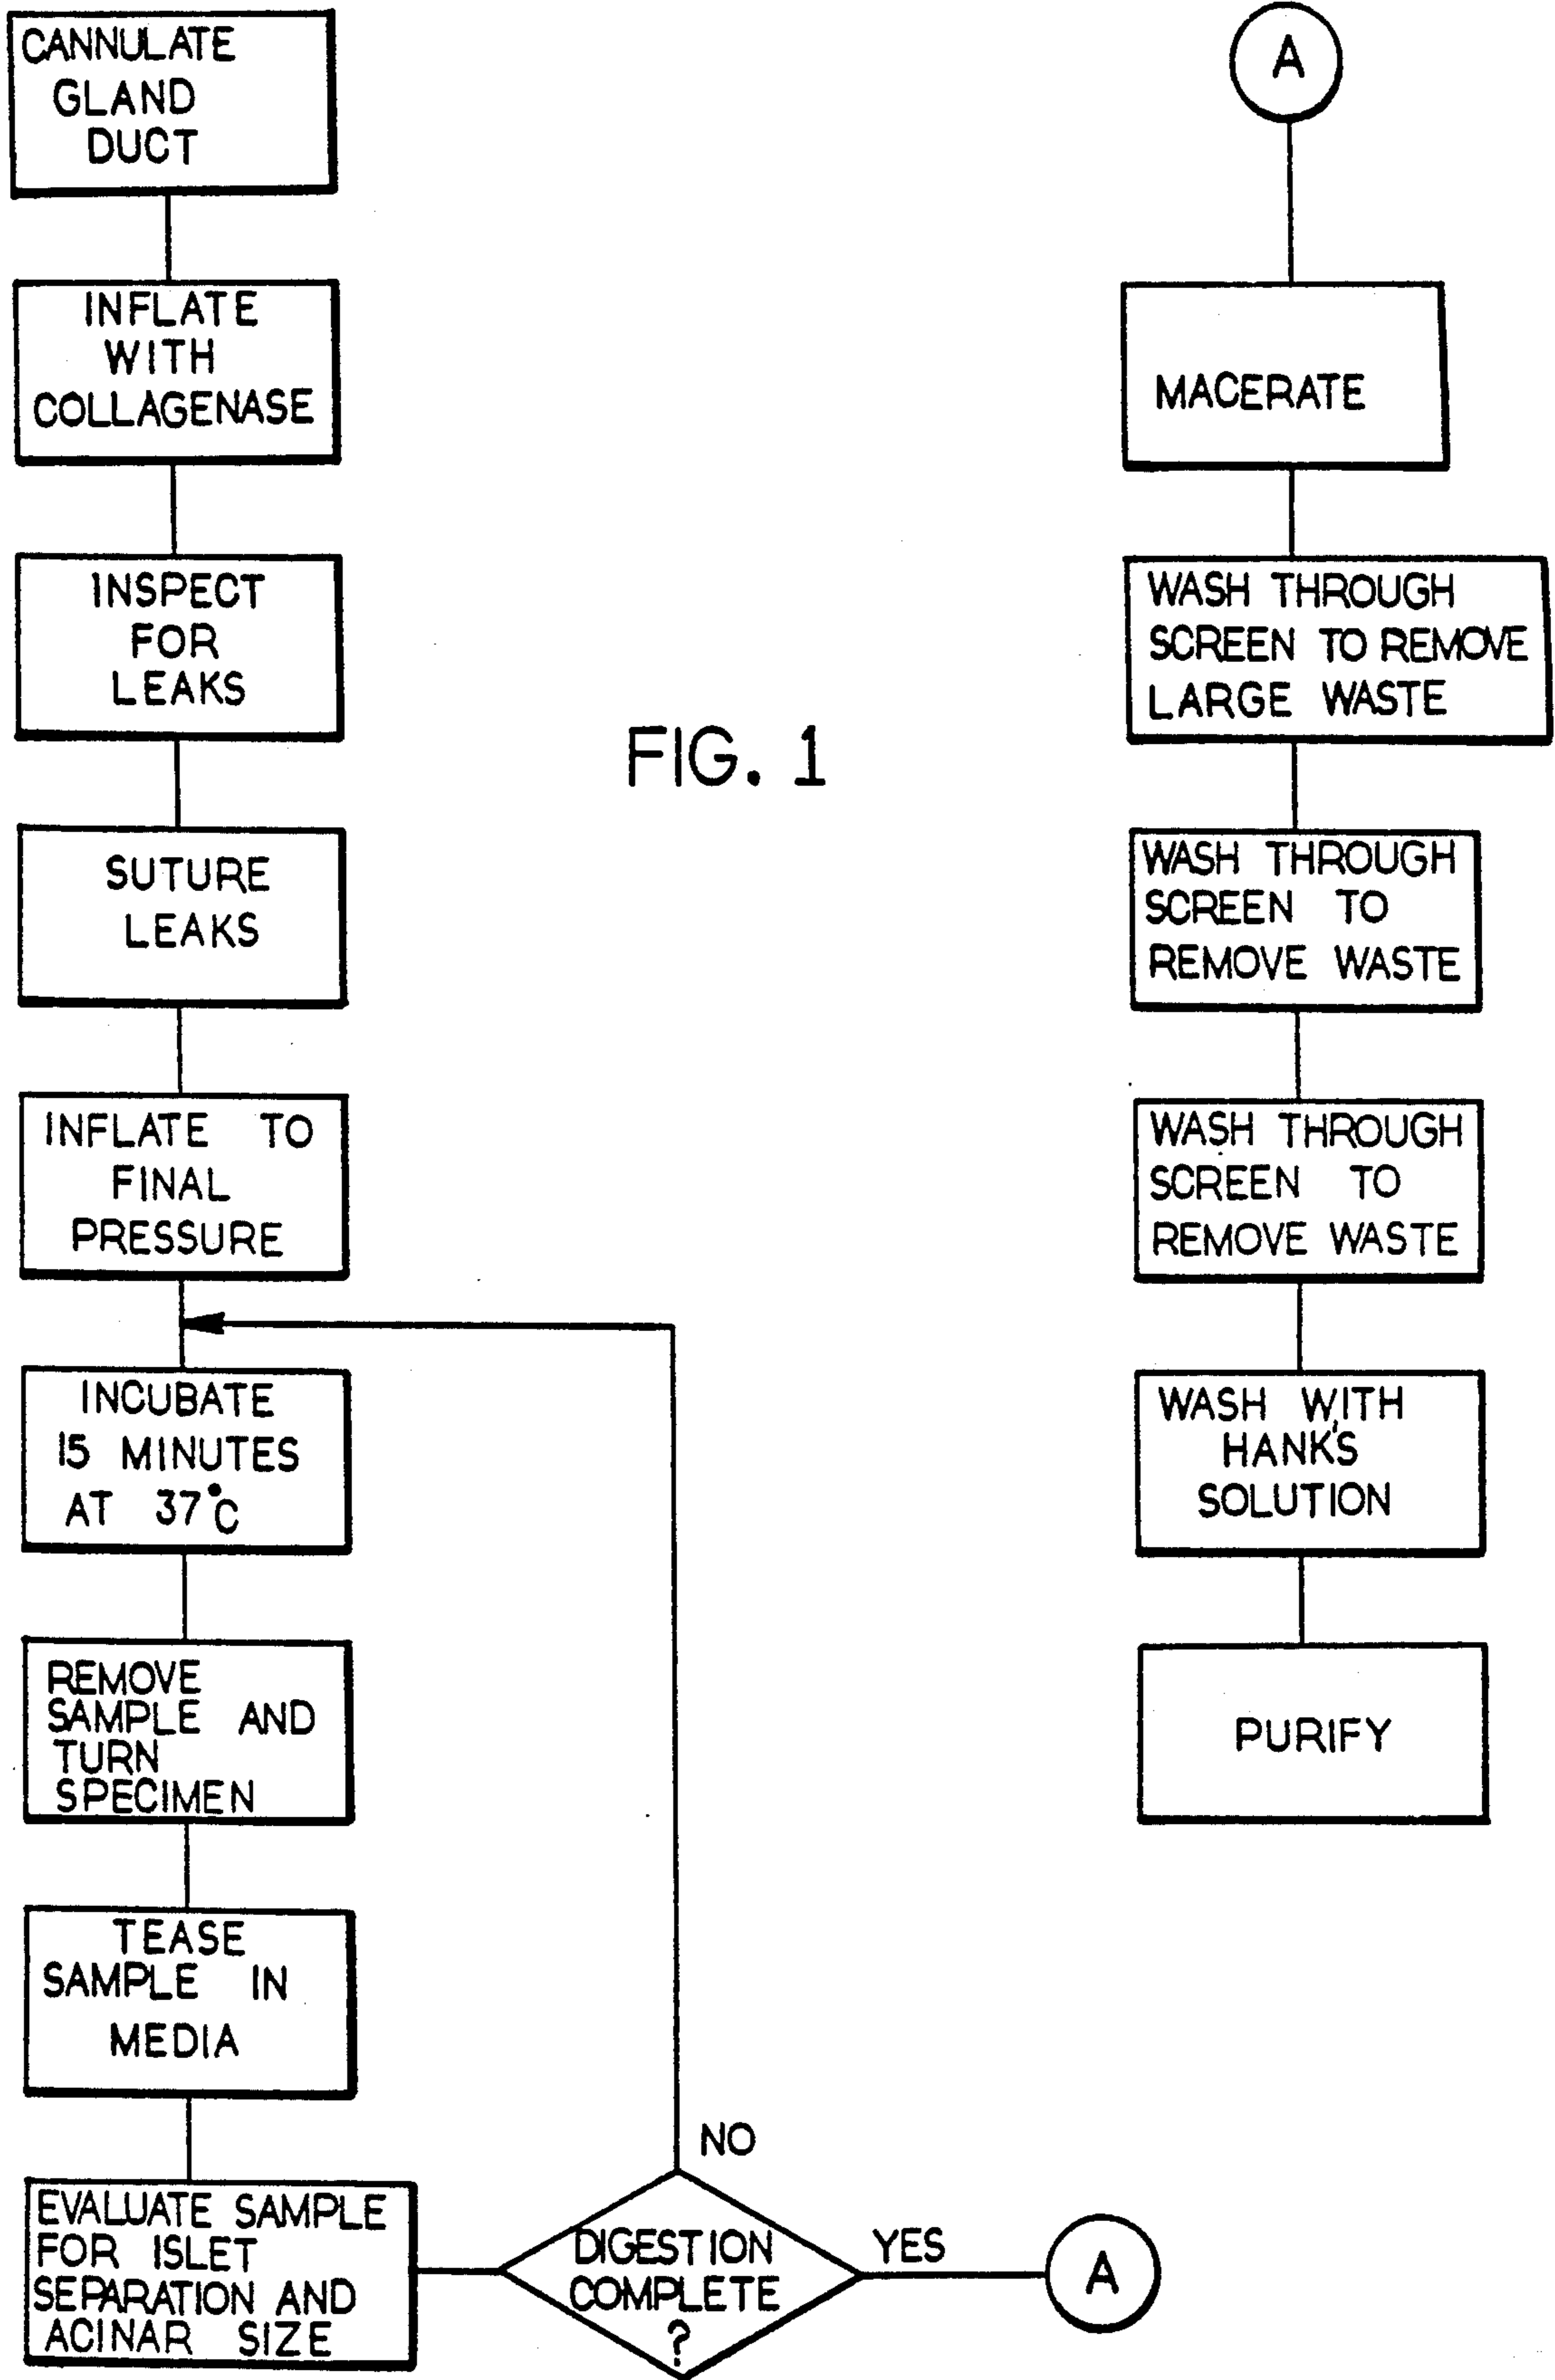 CANNULATE
GLAND
DUCT
INFLATE
WITH
COLLAGENASE
INSPECT
FOR
LEAKS
SUTURE
LEAKS
INFLATE TO
FINAL
PRESSURE
INCUBATE
15 MINUTES
AT 37°C
REMOVE
SAMPLE AND
TURN
SPECIMEN
TEASE
SAMPLE IN
MEDIA
EVALUATE SAMPLE
FOR ISLET
SEPARATION AND
ACINAR SIZE
DIGESTION
COMPLETE
?
NO
YES
A
FIG. 1
A
MACERATE
WASH THROUGH
SCREEN TO REMOVE
LARGE WASTE
WASH THROUGH
SCREEN TO
REMOVE WASTE
WASH THROUGH
SCREEN TO
REMOVE WASTE
WASH WITH
HANK'S
SOLUTION
PURIFY